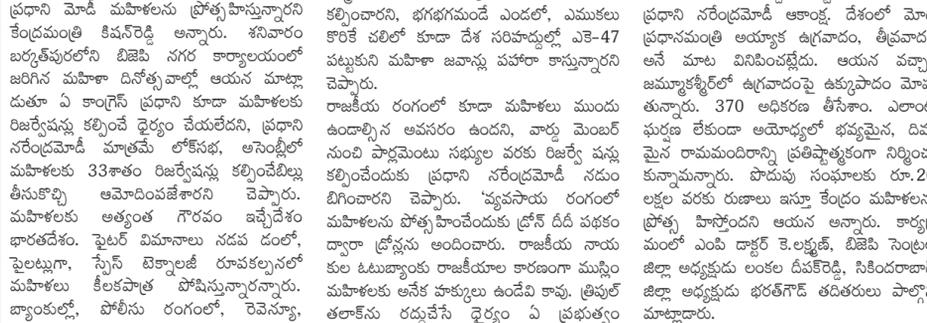 ప్రధాని మోడీ మహిళలను ప్రోత్సహిస్తున్నారని
కేంద్రమంత్రి కిషన్‌రెడ్డి అన్నారు. శనివారం
బర్కత్‌పురలోని బిజెపి నగర కార్యాలయంలో
జరిగిన మహిళా దినోత్సవాల్లో ఆయన మాట్లా
డుతూ ఏ కాంగ్రెస్ ప్రధాని కూడా మహిళలకు
రిజర్వేషన్లు కల్పించే ధైర్యం చేయలేదని, ప్రధాని
నరేంద్రమోడీ మాత్రమే లోక్‌సభ, అసెంబ్లీలో
మహిళలకు 33శాతం రిజర్వేషన్లు కల్పించేబిల్లు
తీసుకొచ్చి ఆమోదింపజేశారని చెప్పారు.
మహిళలకు అత్యంత గౌరవం ఇచ్చేదేశం
భారతదేశం. ఫైటర్ విమానాలు నడప డంలో,
పైలట్లుగా, స్పేస్ టెక్నాలజీ రూపకల్పనలో
మహిళలు కీలకపాత్ర పోషిస్తున్నారన్నారు.
బ్యాంకుల్లో, పోలీసు రంగంలో, రెవెన్యూ,
కల్పించారని, భగభగమండే ఎండలో, ఎముకలు
కొరికే చలిలో కూడా దేశ సరిహద్దుల్లో ఎకె-47
పట్టుకుని మహిళా జవాన్లు పహారా కాస్తున్నారని
చెప్పారు.
రాజకీయ రంగంలో కూడా మహిళలు ముందు
ఉండాల్సిన అవసరం ఉందని, వార్డు మెంబర్
నుంచి పార్లమెంటు సభ్యుల వరకు రిజర్వే షన్లు
కల్పించేందుకు ప్రధాని నరేంద్రమోడీ నడుం
బిగించారని చెప్పారు. 'వ్యవసాయ రంగంలో
మహిళలను పోత్స హించేందుకు డ్రోన్ దీదీ పథకం
ద్వారా డ్రోన్లను అందించారు. రాజకీయ నాయ
కుల ఓటుబ్యాంకు రాజకీయాల కారణంగా ముస్లిం
మహిళలకు అనేక హక్కులు ఉండేవి కావు. త్రిపుల్
తలాక్‌ను రద్దుచేసే ధైర్యం ఏ ప్రభుత్వం
ప్రధాని నరేంద్రమోడీ ఆకాంక్ష. దేశంలో మో
ప్రధానమంత్రి అయ్యాక ఉగ్రవాదం, తీవ్రవాద
అనే మాట వినిపించట్లేదు. ఆయన వచ్చా
జమ్మూకశ్మీర్‌లో ఉగ్రవాదంపై ఉక్కుపాదం మోప
తున్నారు. 370 అధికరణ తీసేశాం. ఎలాంట
ఘర్షణ లేకుండా అయోధ్యలో భవ్యమైన, దివ
మైన రామమందిరాన్ని ప్రతిష్టాత్మకంగా నిర్మించ
కున్నామన్నారు. పొదుపు సంఘాలకు రూ.2
లక్షల వరకు రుణాలు ఇస్తూ కేంద్రం మహిళలన
ప్రోత్స హిస్తోందని ఆయన అన్నారు. కార్యక్ర
మంలో ఎంపి డాక్టర్ కె.లక్ష్మణ్, బిజెపి సెంట్రల
జిల్లా అధ్యక్షుడు లంకల దీపక్‌రెడ్డి, సికిందరాబాద
జిల్లా అధ్యక్షుడు భరత్‌గౌడ్ తదితరులు పాల్గొ
మాట్లాడారు.